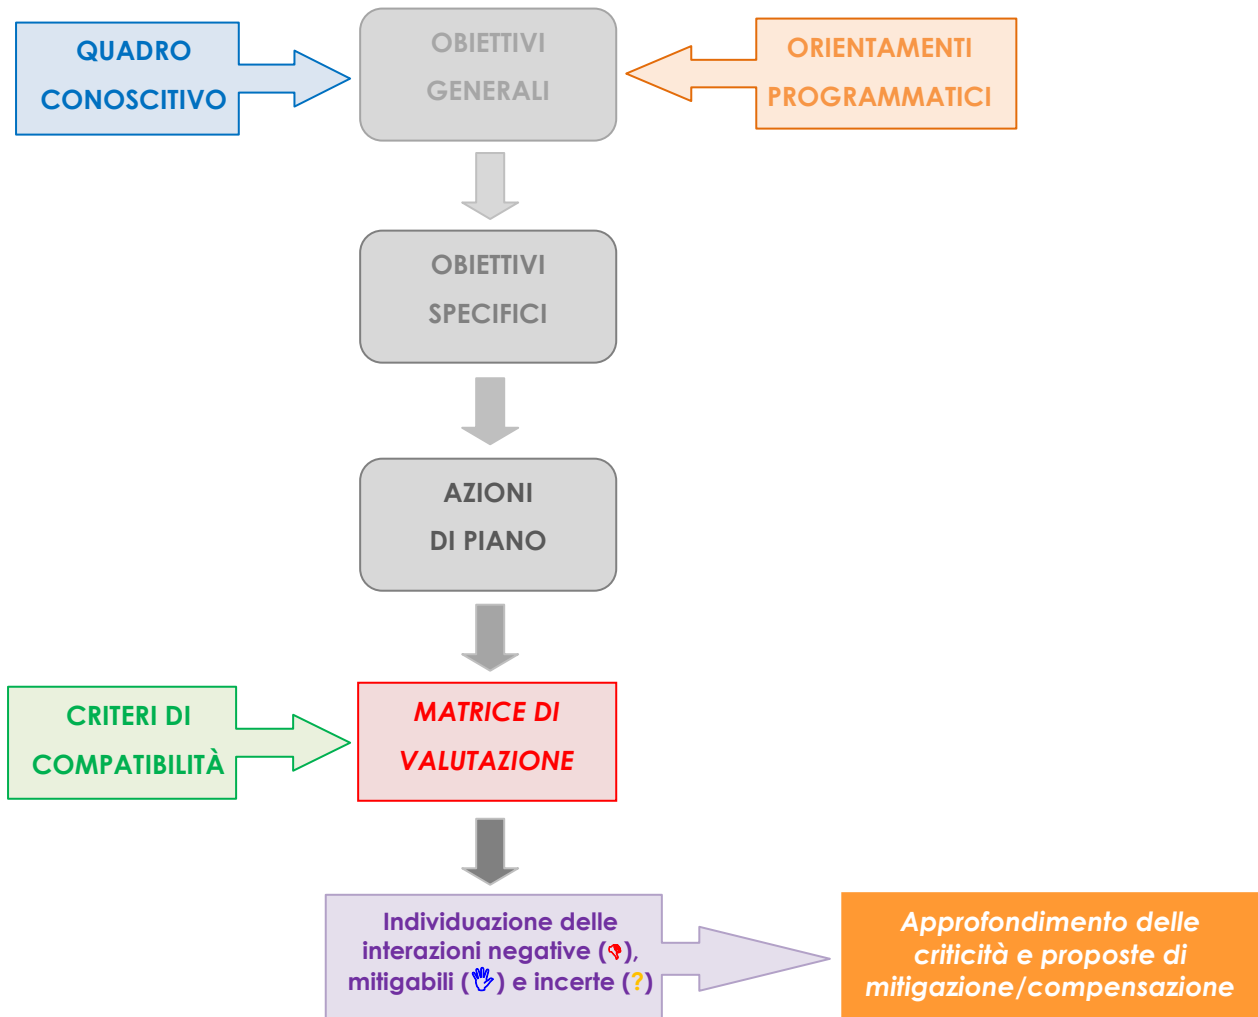 QUADRO
CONOSCITIVO
OBIETTIVI
GENERALI
ORIENTAMENTI
PROGRAMMATICI
OBIETTIVI
SPECIFICI
AZIONI
DI PIANO
CRITERI DI
COMPATIBILITÀ
MATRICE DI
VALUTAZIONE
Individuazione delle
interazioni negative (👎),
mitigabili (🖐) e incerte (?)
Approfondimento delle
criticità e proposte di
mitigazione/compensazione